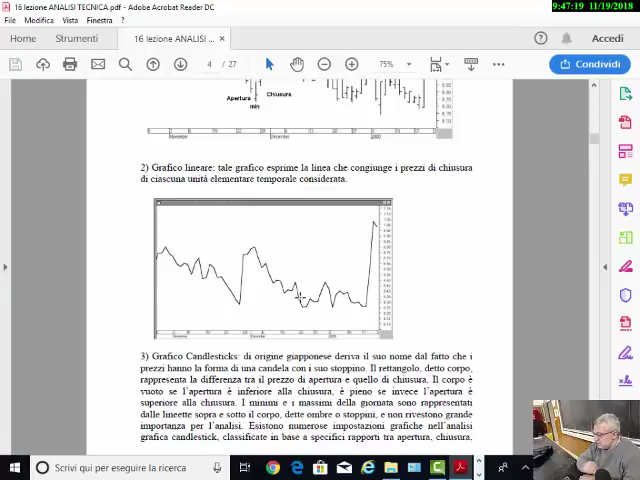 16 lezione ANALISI TECNICA.pdf - Adobe Acrobat Reader DC
9:47:19 11/19/2018
File Modifica Vista Finestra ?
Home Strumenti 16 lezione ANALISI ... × Accedi
4 / 27 75% Condividi
Apertura Chiusura
min
November December 2000
2) Grafico lineare: tale grafico esprime la linea che congiunge i prezzi di chiusura
di ciascuna unità elementare temporale considerata.
November December 2000
3) Grafico Candlesticks: di origine giapponese deriva il suo nome dal fatto che i
prezzi hanno la forma di una candela con i suo stoppino. Il rettangolo, detto corpo,
rappresenta la differenza tra il prezzo di apertura e quello di chiusura. Il corpo è
vuoto se l'apertura è inferiore alla chiusura, è pieno se invece l'apertura è
superiore alla chiusura. I minimi e i massimi della giornata sono rappresentati
dalle lineette sopra e sotto il corpo, dette ombre o stoppini, e non rivestono grande
importanza per l'analisi. Esistono numerose impostazioni grafiche nell'analisi
grafica candlestick, classificate in base a specifici rapporti tra apertura, chiusura,
Scrivi qui per eseguire la ricerca